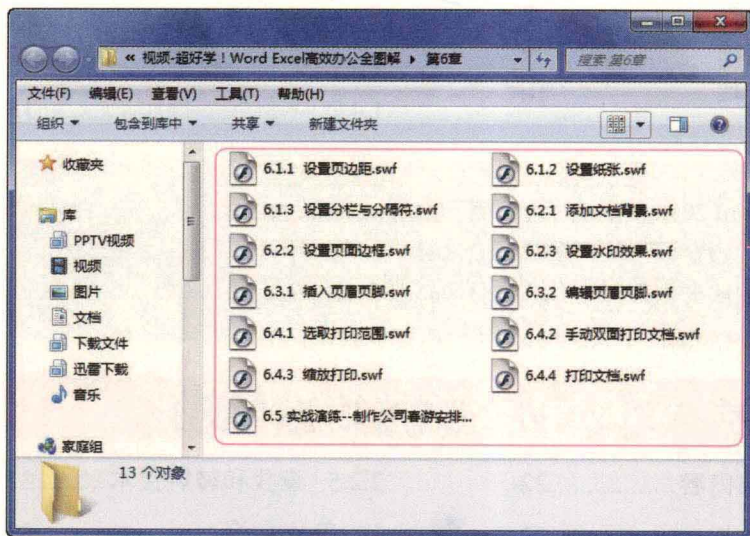 « 视频-超好学！Word Excel高效办公全图解 ▸ 第6章
搜索 第6章
文件(F) 编辑(E) 查看(V) 工具(T) 帮助(H)
组织 包含到库中 共享 新建文件夹
收藏夹
库
PPTV视频
视频
图片
文档
下载文件
迅雷下载
音乐
家庭组
6.1.1 设置页边距.swf
6.1.2 设置纸张.swf
6.1.3 设置分栏与分隔符.swf
6.2.1 添加文档背景.swf
6.2.2 设置页面边框.swf
6.2.3 设置水印效果.swf
6.3.1 插入页眉页脚.swf
6.3.2 编辑页眉页脚.swf
6.4.1 选取打印范围.swf
6.4.2 手动双面打印文档.swf
6.4.3 缩放打印.swf
6.4.4 打印文档.swf
6.5 实战演练--制作公司春游安排...
13 个对象